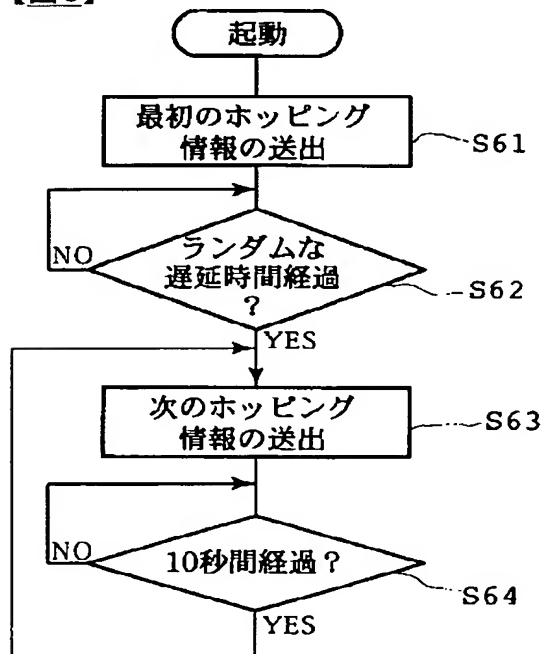 起動
最初のホッピング
情報の送出
S61
NO
ランダムな
遅延時間経過
?
S62
YES
次のホッピング
情報の送出
S63
NO
10秒間経過?
S64
YES